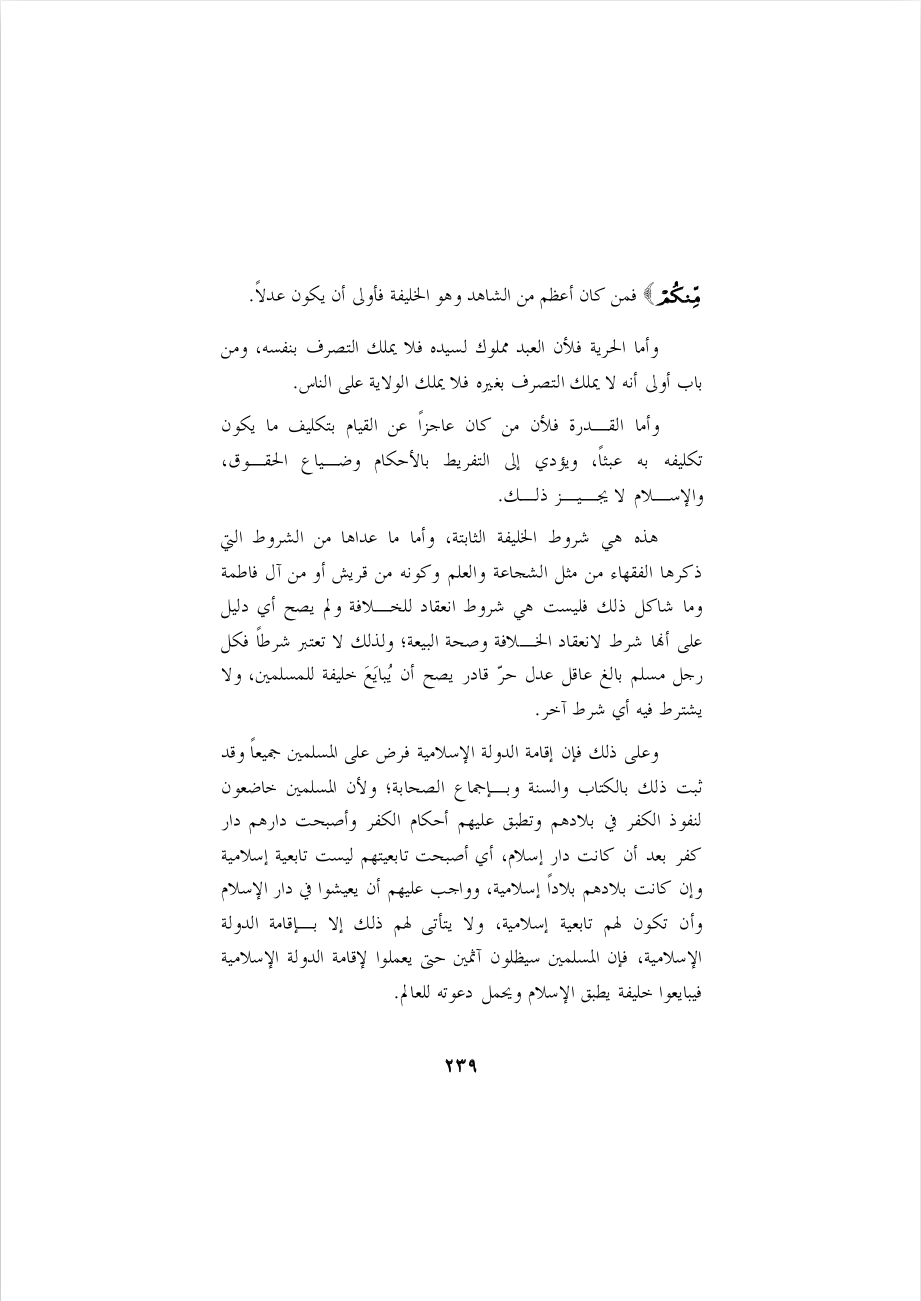 مِّنكُمْ﴾ فمن كان أعظم من الشاهد وهو الخليفة فأولى أن يكون عدلاً.
وأما الحرية فلأن العبد مملوك لسيده فلا يملك التصرف بنفسه، ومن
باب أولى أنه لا يملك التصرف بغيره فلا يملك الولاية على الناس.
وأما القـــدرة فلأن من كان عاجزاً عن القيام بتكليف ما يكون
تكليفه به عبثاً، ويؤدي إلى التفريط بالأحكام وضـــياع الحقـــوق،
والإســـلام لا يجـــيـــز ذلـــك.
هذه هي شروط الخليفة الثابتة، وأما ما عداها من الشروط التي
ذكرها الفقهاء من مثل الشجاعة والعلم وكونه من قريش أو من آل فاطمة
وما شاكل ذلك فليست هي شروط انعقاد للخـــلافة ولم يصح أي دليل
على أنها شرط لانعقاد الخـــلافة وصحة البيعة؛ ولذلك لا تعتبر شرطاً فكل
رجل مسلم بالغ عاقل عدل حرّ قادر يصح أن يُبايَعَ خليفة للمسلمين، ولا
يشترط فيه أي شرط آخر.
وعلى ذلك فإن إقامة الدولة الإسلامية فرض على المسلمين جميعاً وقد
ثبت ذلك بالكتاب والسنة وبـــإجماع الصحابة؛ ولأن المسلمين خاضعون
لنفوذ الكفر في بلادهم وتطبق عليهم أحكام الكفر وأصبحت دارهم دار
كفر بعد أن كانت دار إسلام، أي أصبحت تابعيتهم ليست تابعية إسلامية
وإن كانت بلادهم بلاداً إسلامية، وواجب عليهم أن يعيشوا في دار الإسلام
وأن تكون لهم تابعية إسلامية، ولا يتأتى لهم ذلك إلا بـــإقامة الدولة
الإسلامية، فإن المسلمين سيظلون آثمين حتى يعملوا لإقامة الدولة الإسلامية
فيبايعوا خليفة يطبق الإسلام ويحمل دعوته للعالم.
٢٣٩